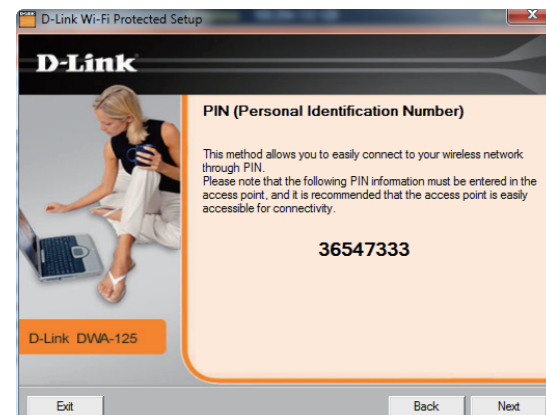 D-Link Wi-Fi Protected Setup
D-Link
PIN (Personal Identification Number)
This method allows you to easily connect to your wireless network
through PIN.
Please note that the following PIN information must be entered in the
access point, and it is recommended that the access point is easily
accessible for connectivity.
36547333
D-Link DWA-125
Exit
Back
Next